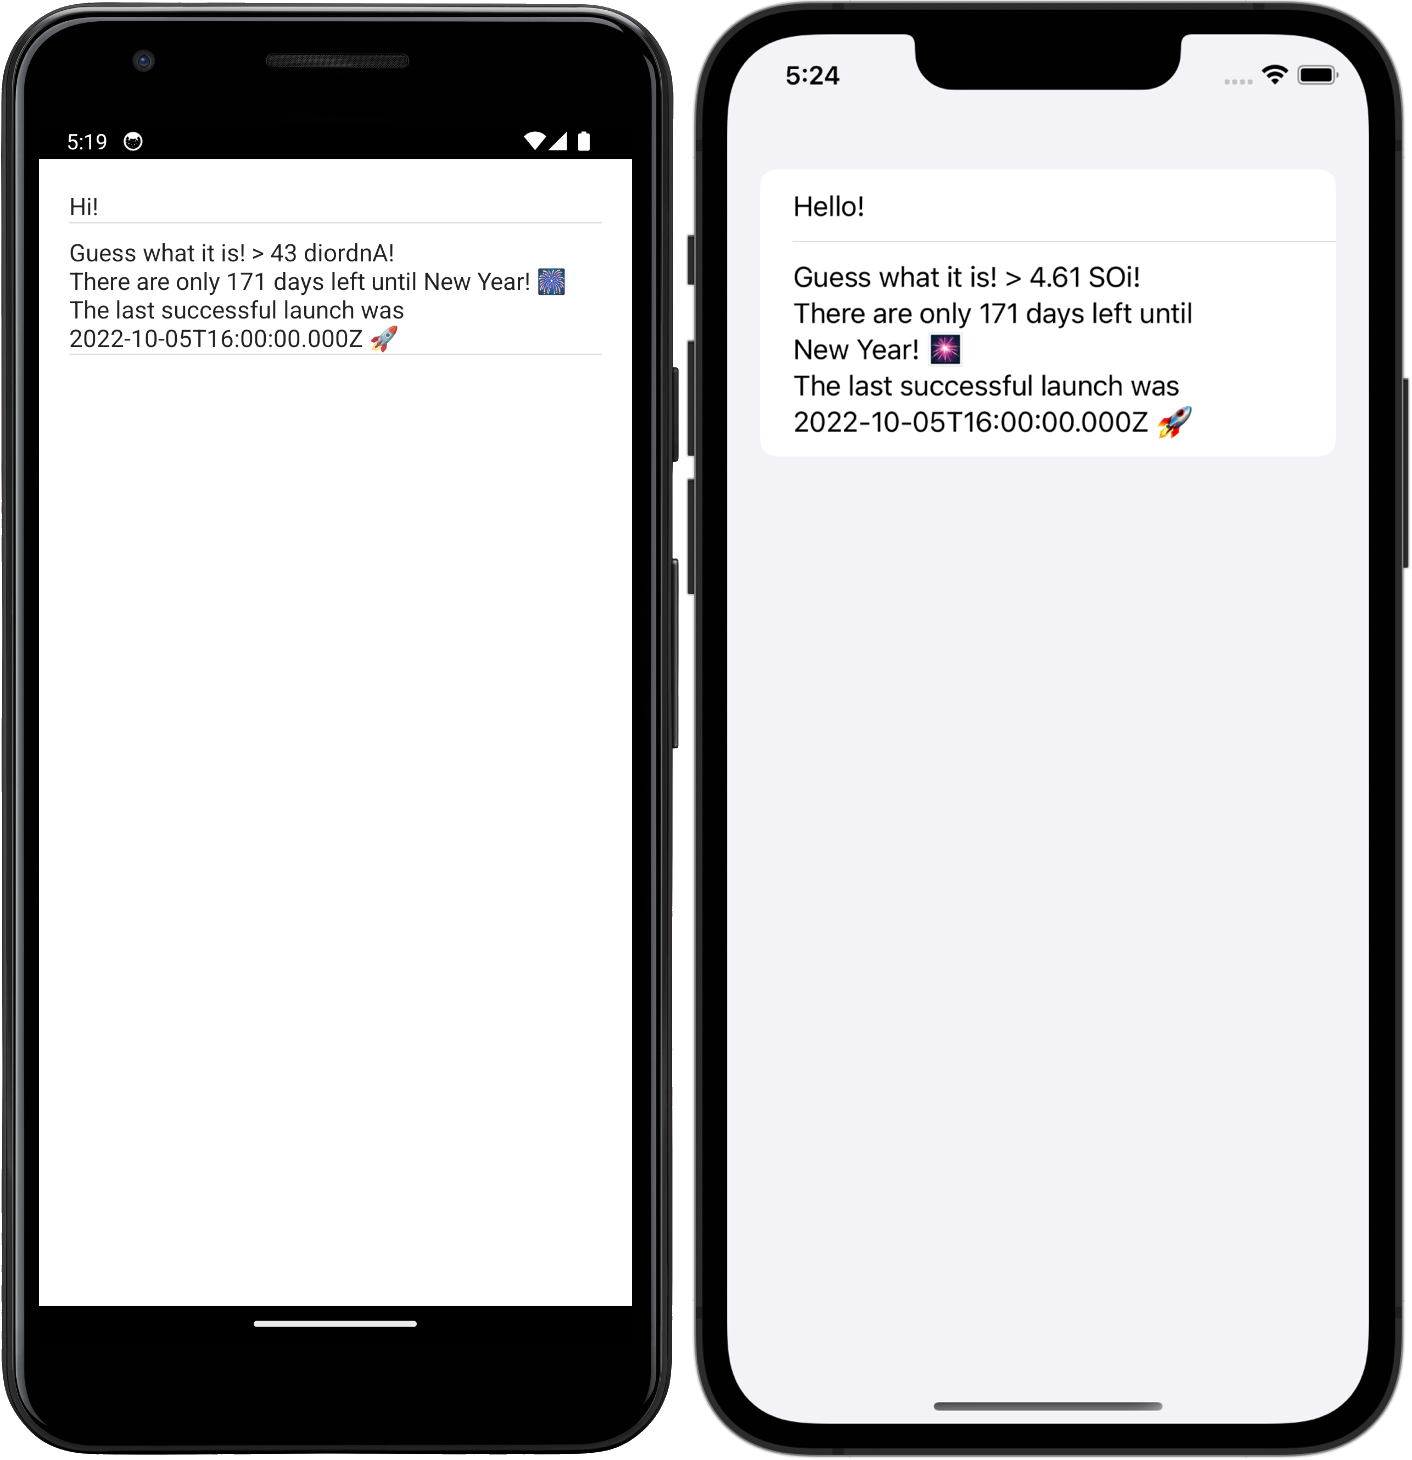 5:19
Hi!
Guess what it is! > 43 diordnA!
There are only 171 days left until New Year! 🎆
The last successful launch was
2022-10-05T16:00:00.000Z 🚀
5:24
Hello!
Guess what it is! > 4.61 SOi!
There are only 171 days left until
New Year! 🎇
The last successful launch was
2022-10-05T16:00:00.000Z 🚀